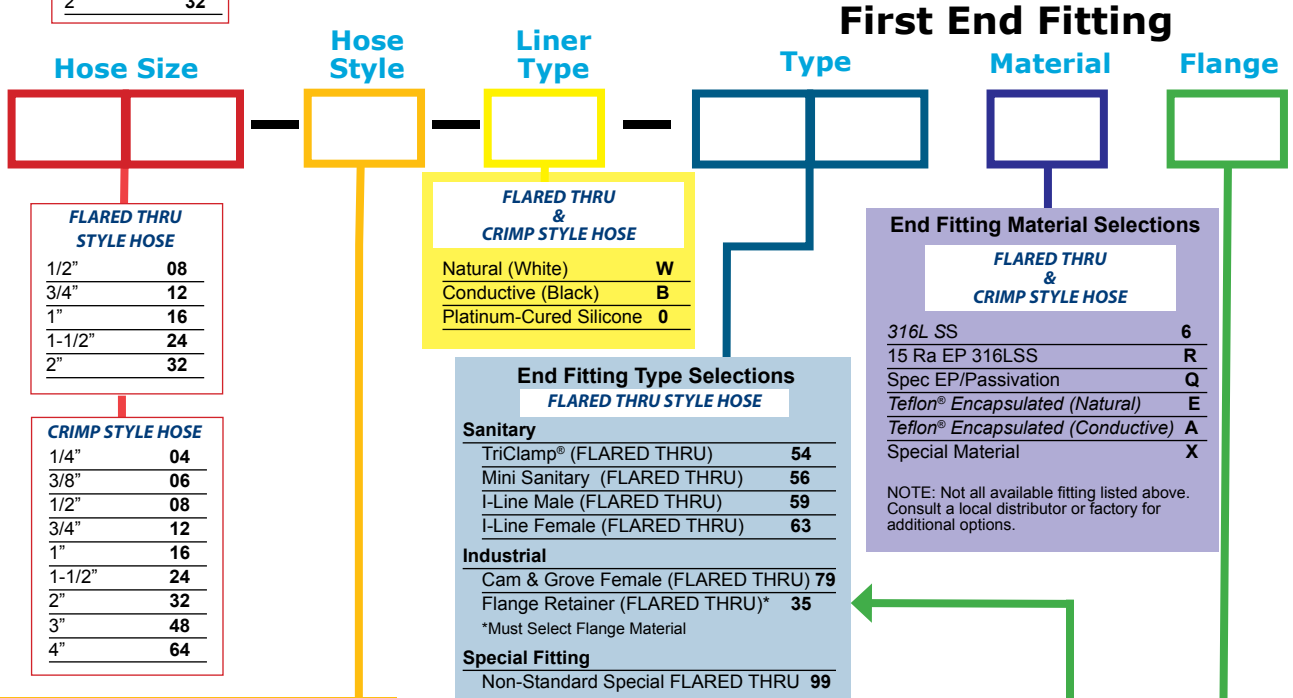 2" 32
First End Fitting
Hose Size
Hose
Style
Liner
Type
Type
Material
Flange
FLARED THRU
STYLE HOSE
1/2” 08
3/4” 12
1” 16
1-1/2” 24
2” 32
CRIMP STYLE HOSE
1/4” 04
3/8” 06
1/2” 08
3/4” 12
1” 16
1-1/2” 24
2” 32
3” 48
4” 64
FLARED THRU
&
CRIMP STYLE HOSE
Natural (White) W
Conductive (Black) B
Platinum-Cured Silicone 0
End Fitting Type Selections
FLARED THRU STYLE HOSE
Sanitary
TriClamp® (FLARED THRU) 54
Mini Sanitary (FLARED THRU) 56
I-Line Male (FLARED THRU) 59
I-Line Female (FLARED THRU) 63
Industrial
Cam & Grove Female (FLARED THRU) 79
Flange Retainer (FLARED THRU)* 35
*Must Select Flange Material
Special Fitting
Non-Standard Special FLARED THRU 99
End Fitting Material Selections
FLARED THRU
&
CRIMP STYLE HOSE
316L SS 6
15 Ra EP 316LSS R
Spec EP/Passivation Q
Teflon® Encapsulated (Natural) E
Teflon® Encapsulated (Conductive) A
Special Material X
NOTE: Not all available fitting listed above.
Consult a local distributor or factory for
additional options.